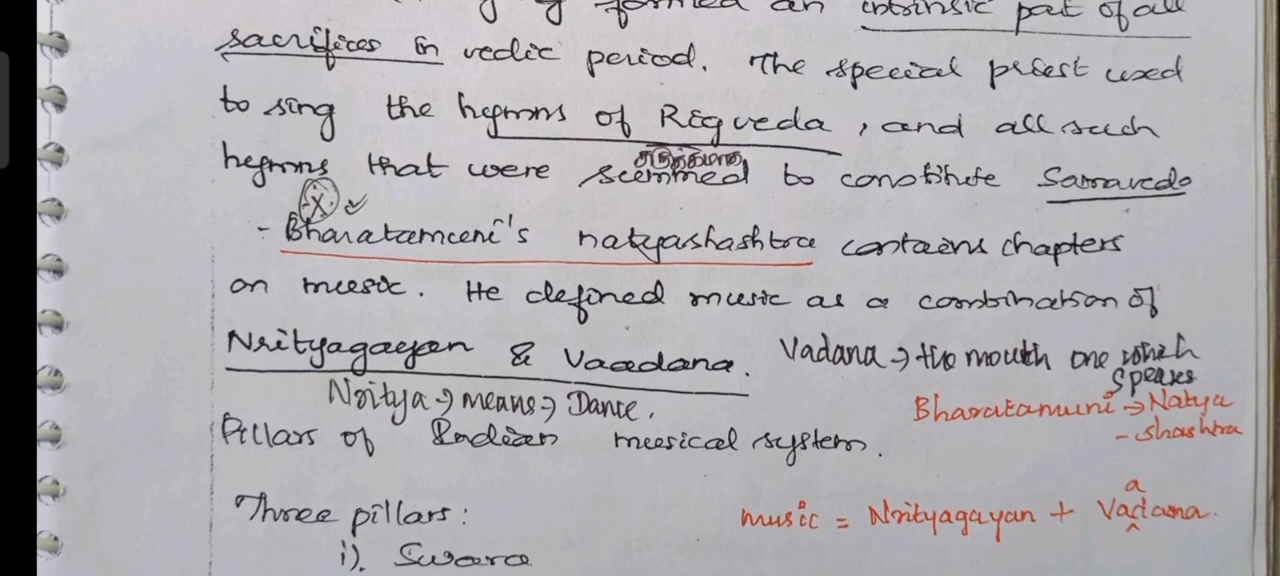 formed an intrinsic part of all
sacrifices in vedic period. The special priest used
to sing the hymns of Rigveda, and all such
hymns that were summed to constitute Samaveda
X
- Bharatamuni's natyashashtra contains chapters
on music. He defined music as a combination of
Nrityagayan & Vaadana. Vadana → the mouth one which
speaks
Nritya → means → Dance.
Bharatamuni → Natya
- shashtra
Pillars of Indian musical system.
Three pillars:
music = Nrityagayan + Vadana.
a
i). Swara